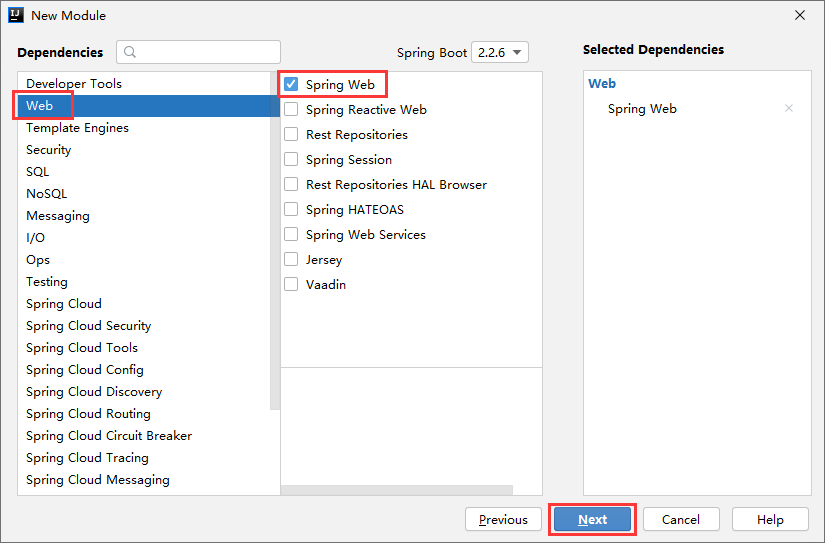 New Module
Dependencies
Spring Boot 2.2.6
Selected Dependencies
Developer Tools
Web
Template Engines
Security
SQL
NoSQL
Messaging
I/O
Ops
Testing
Spring Cloud
Spring Cloud Security
Spring Cloud Tools
Spring Cloud Config
Spring Cloud Discovery
Spring Cloud Routing
Spring Cloud Circuit Breaker
Spring Cloud Tracing
Spring Cloud Messaging
Spring Web
Spring Reactive Web
Rest Repositories
Spring Session
Rest Repositories HAL Browser
Spring HATEOAS
Spring Web Services
Jersey
Vaadin
Web
Spring Web
Previous
Next
Cancel
Help